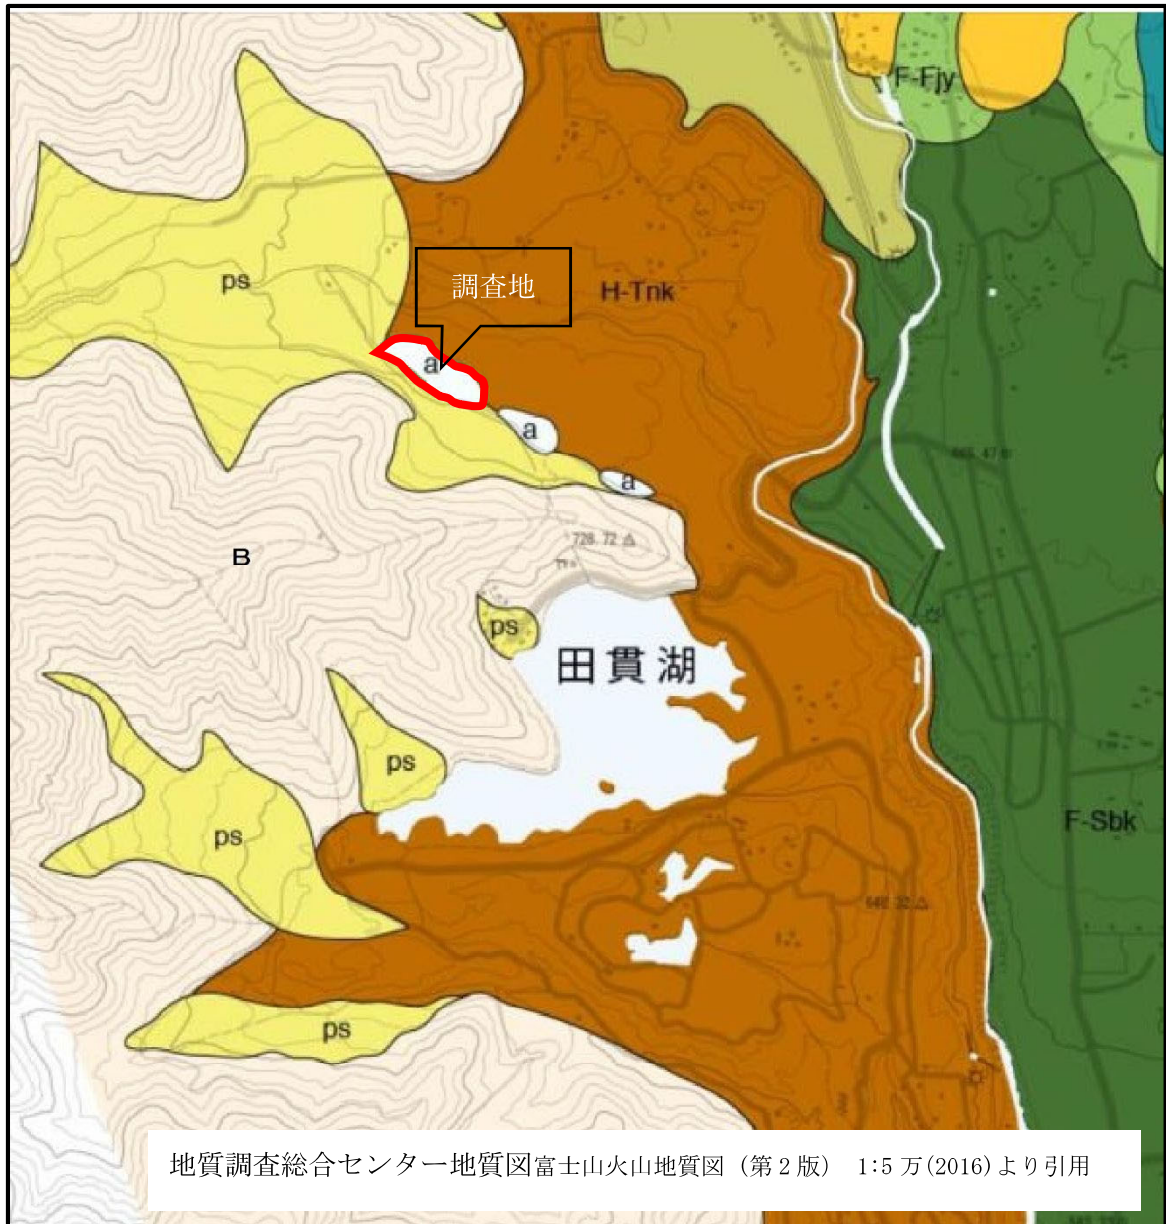 F-Fjy
ps
調査地
H-Tnk
a
a
a
B
728.72
ps
田貫湖
ps
ps
F-Sbk
ps
地質調査総合センター地質図富士山火山地質図（第２版） 1:5 万(2016)より引用